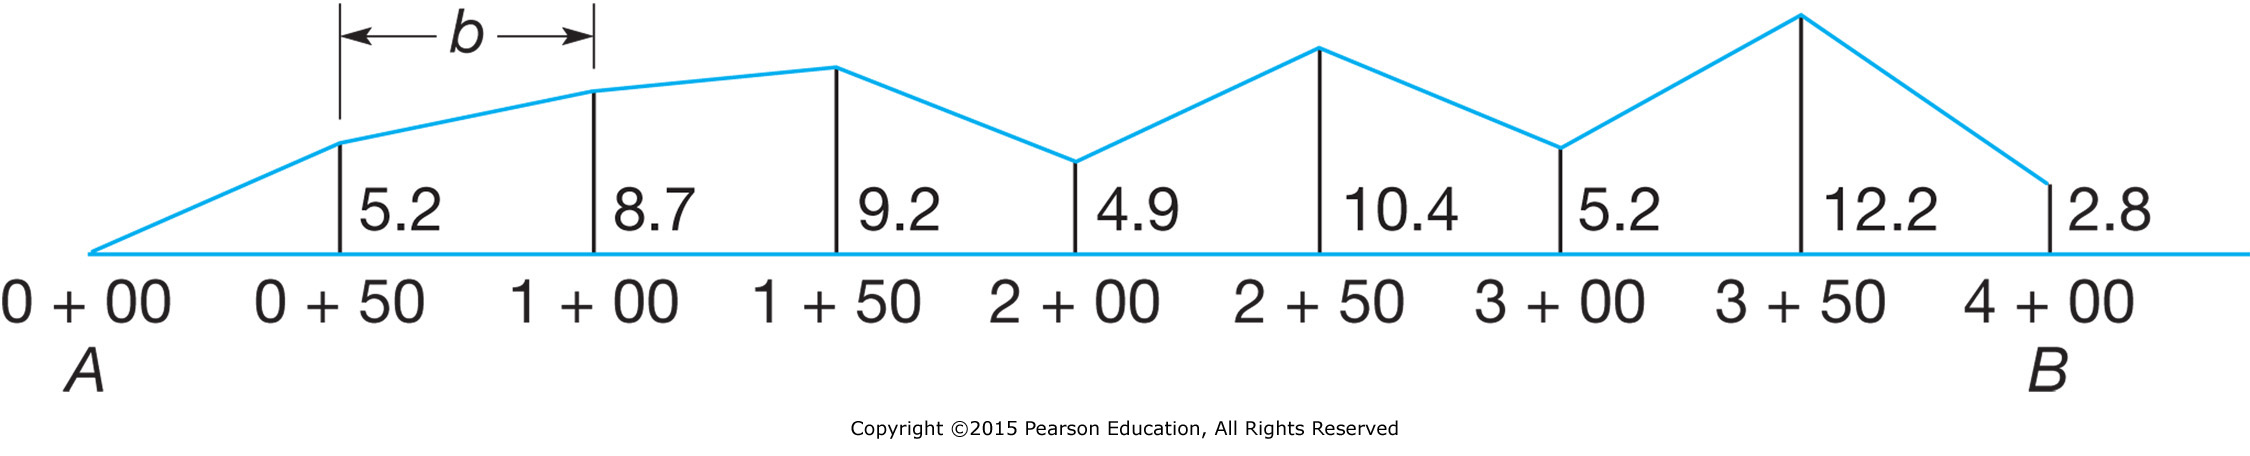 b
5.2 8.7 9.2 4.9 10.4 5.2 12.2 2.8
0 + 00 0 + 50 1 + 00 1 + 50 2 + 00 2 + 50 3 + 00 3 + 50 4 + 00
A B
Copyright ©2015 Pearson Education, All Rights Reserved